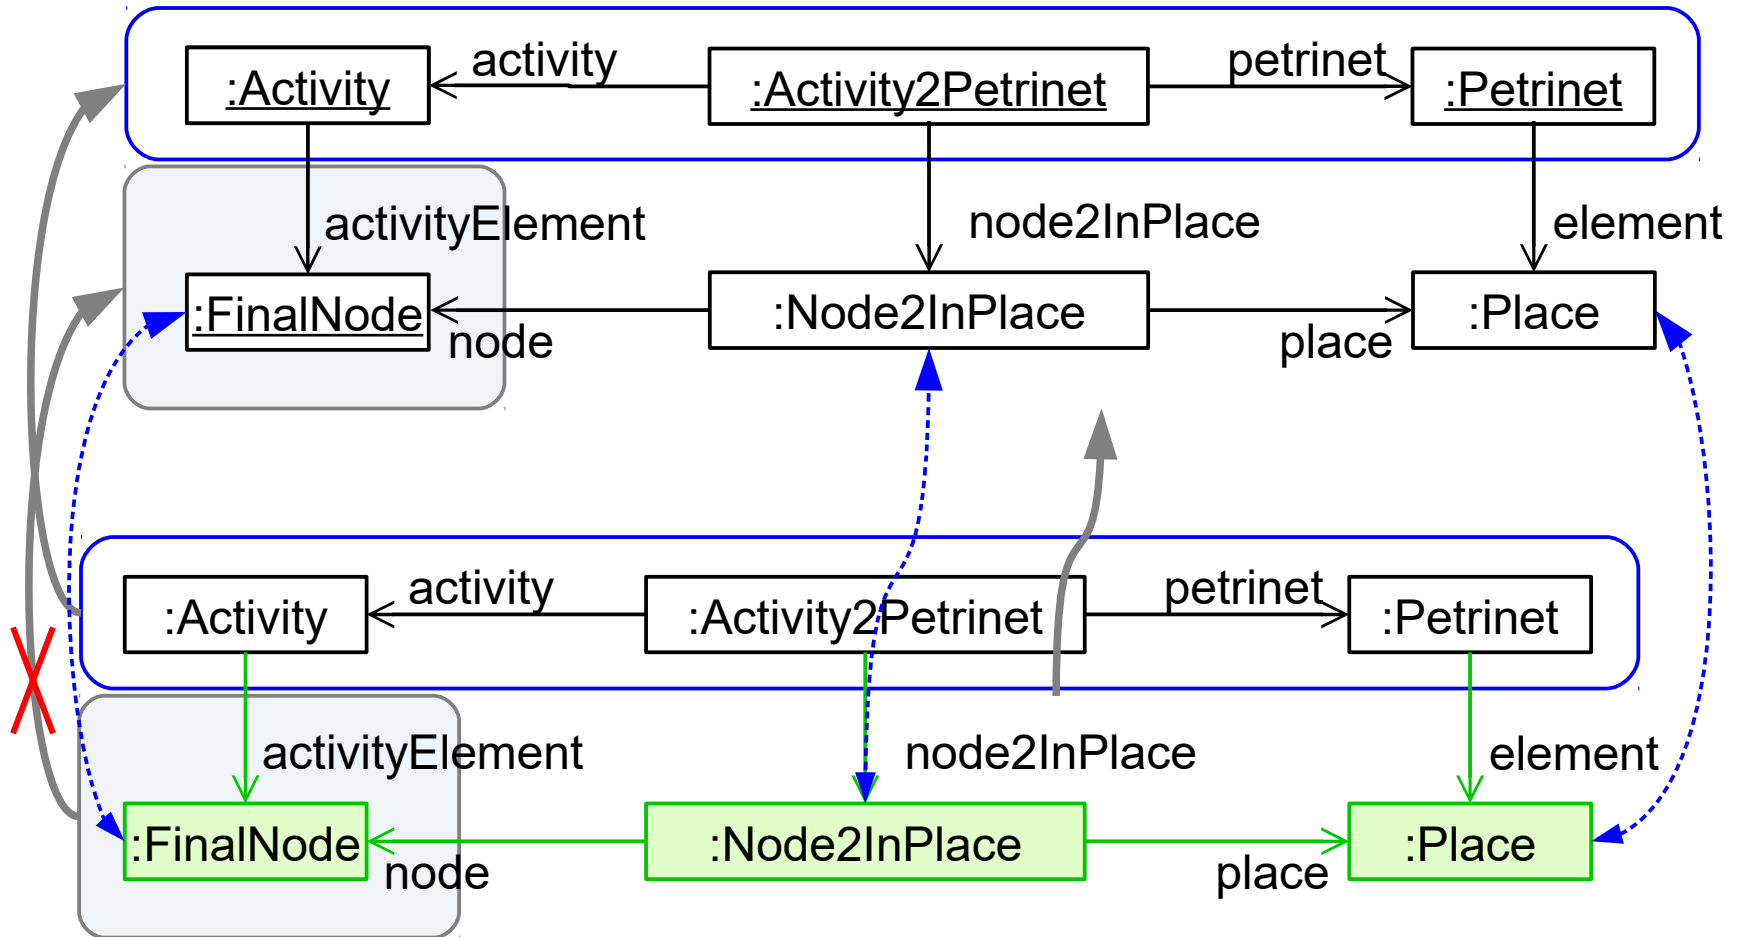 activity
petrinet
:Activity
:Activity2Petrinet
:Petrinet
activityElement
node2InPlace
element
:FinalNode
:Node2InPlace
:Place
node
place
activity
petrinet
:Activity
:Activity2Petrinet
:Petrinet
activityElement
node2InPlace
element
:FinalNode
:Node2InPlace
:Place
node
place